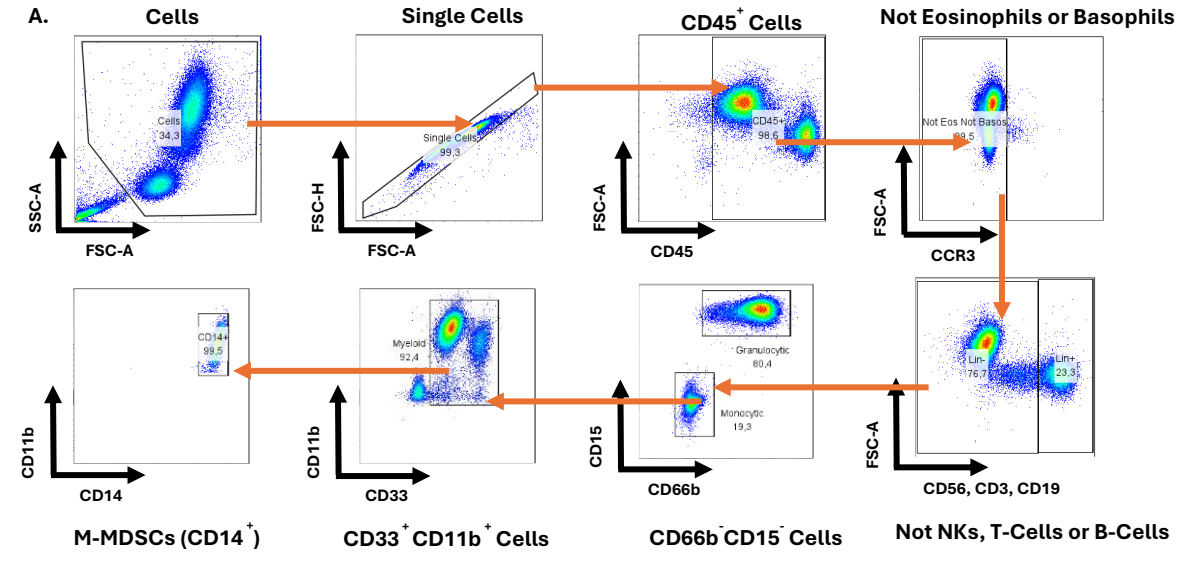 A.
Cells
Single Cells
CD45+ Cells
Not Eosinophils or Basophils
Cells
34,3
SSC-A
FSC-A
Single Cells
99,3
FSC-H
FSC-A
CD45+
98,6
FSC-A
CD45
Not Eos Not Basos
99,5
FSC-A
CCR3
CD14+
99,5
CD11b
CD14
Myeloid
92,4
CD11b
CD33
Granulocytic
80,4
Monocytic
19,3
CD15
CD66b
Lin-
76,7
Lin+
23,3
FSC-A
CD56, CD3, CD19
M-MDSCs (CD14+)
CD33+CD11b+ Cells
CD66b-CD15- Cells
Not NKs, T-Cells or B-Cells